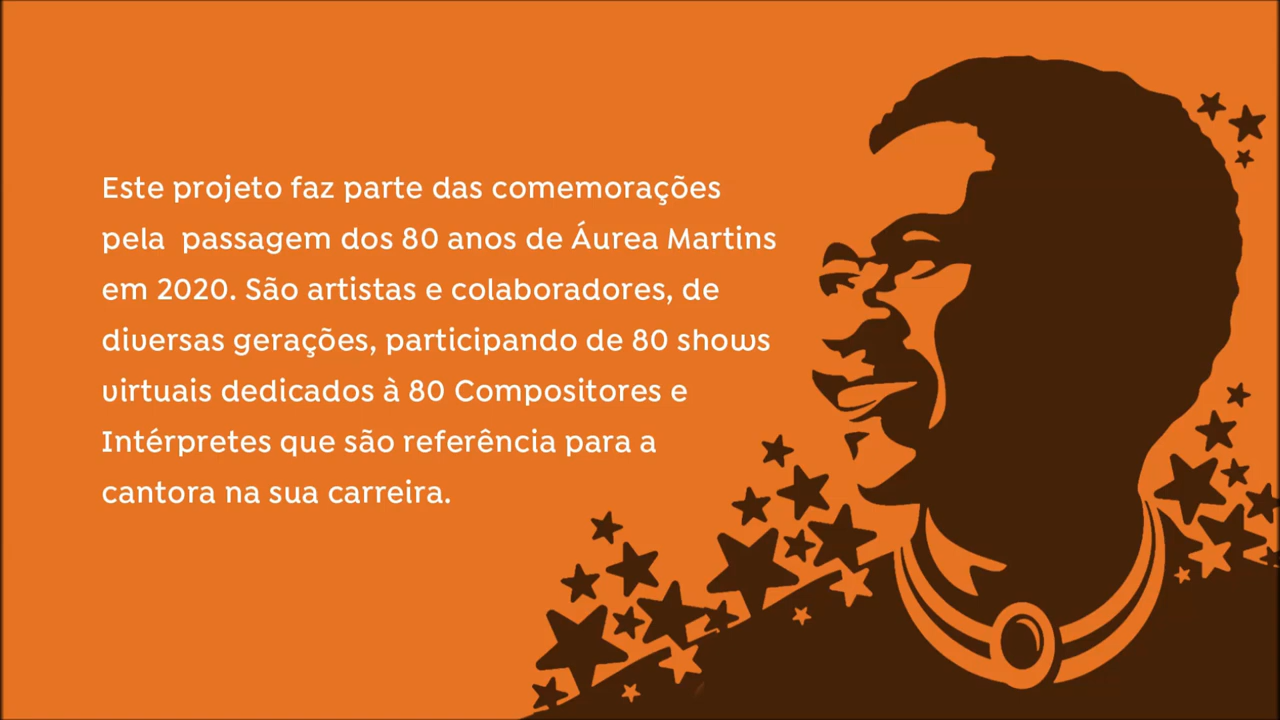 Este projeto faz parte das comemorações
pela  passagem dos 80 anos de Áurea Martins
em 2020. São artistas e colaboradores, de
diversas gerações, participando de 80 shows
virtuais dedicados à 80 Compositores e
Intérpretes que são referência para a
cantora na sua carreira.